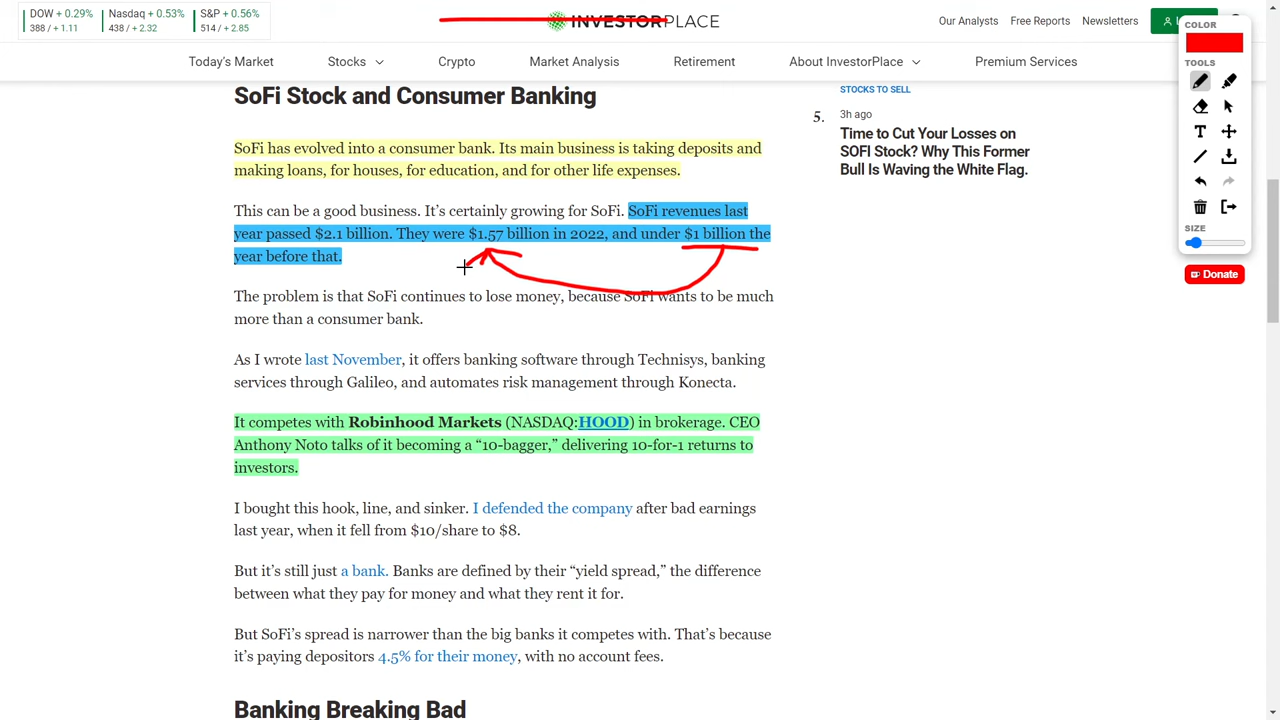 DOW + 0.29%
388 / + 1.11
Nasdaq + 0.53%
438 / + 2.32
S&P + 0.56%
514 / + 2.85
INVESTORPLACE
Our Analysts
Free Reports
Newsletters
COLOR
TOOLS
T
SIZE
Donate
Today's Market
Stocks
Crypto
Market Analysis
Retirement
About InvestorPlace
Premium Services
SoFi Stock and Consumer Banking
SoFi has evolved into a consumer bank. Its main business is taking deposits and
making loans, for houses, for education, and for other life expenses.
This can be a good business. It’s certainly growing for SoFi. SoFi revenues last
year passed $2.1 billion. They were $1.57 billion in 2022, and under $1 billion the
year before that.
The problem is that SoFi continues to lose money, because SoFi wants to be much
more than a consumer bank.
As I wrote last November, it offers banking software through Technisys, banking
services through Galileo, and automates risk management through Konecta.
It competes with Robinhood Markets (NASDAQ:HOOD) in brokerage. CEO
Anthony Noto talks of it becoming a “10-bagger,” delivering 10-for-1 returns to
investors.
I bought this hook, line, and sinker. I defended the company after bad earnings
last year, when it fell from $10/share to $8.
But it’s still just a bank. Banks are defined by their “yield spread,” the difference
between what they pay for money and what they rent it for.
But SoFi’s spread is narrower than the big banks it competes with. That’s because
it’s paying depositors 4.5% for their money, with no account fees.
Banking Breaking Bad
STOCKS TO SELL
5.
3h ago
Time to Cut Your Losses on
SOFI Stock? Why This Former
Bull Is Waving the White Flag.